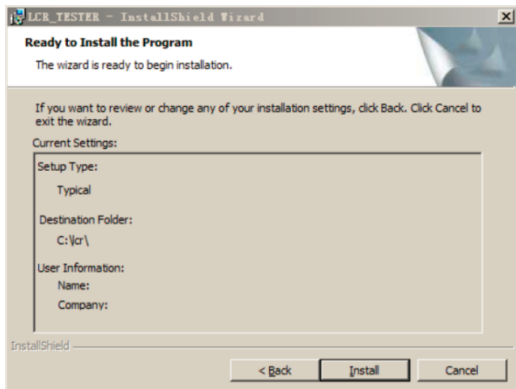 LCR_TESTER - InstallShield Wizard
Ready to Install the Program
The wizard is ready to begin installation.
If you want to review or change any of your installation settings, click Back. Click Cancel to
exit the wizard.
Current Settings:
Setup Type:
Typical
Destination Folder:
C:\lcr\
User Information:
Name:
Company:
InstallShield
< Back Install Cancel